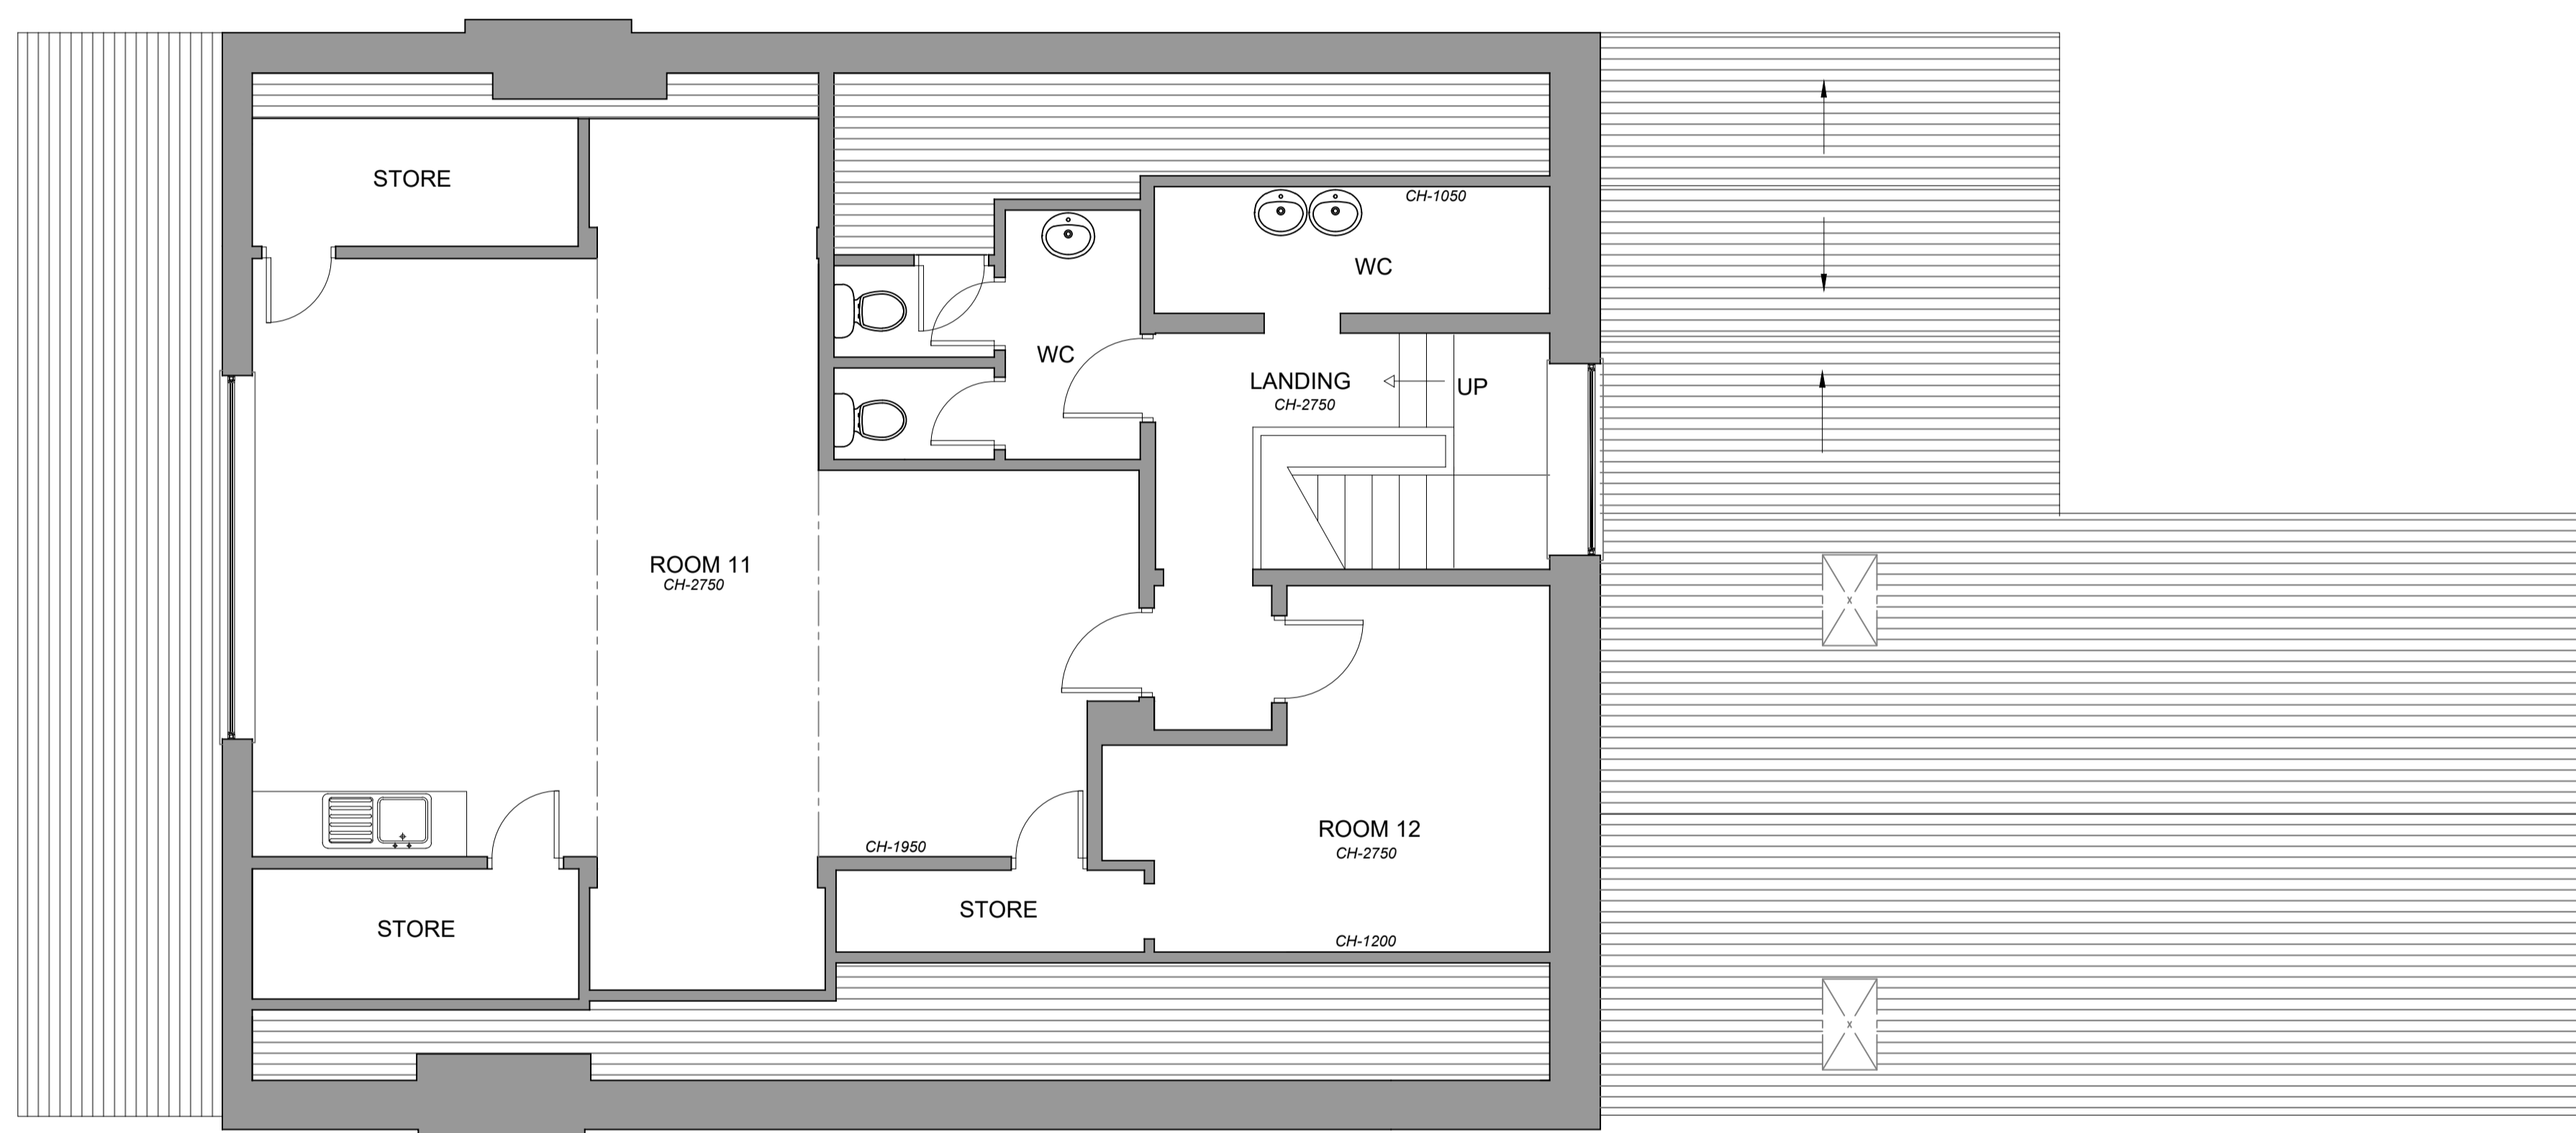 STORE
CH-1050
WC
WC
LANDING
CH-2750
UP
ROOM 11
CH-2750
X
ROOM 12
CH-2750
CH-1950
STORE
STORE
CH-1200
X